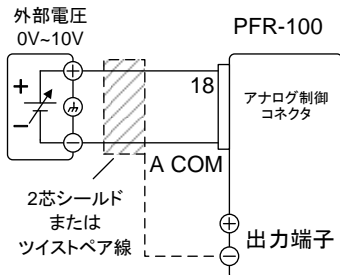 外部電圧
0V~10V
PFR-100
18
アナログ制御
コネクタ
A COM
2芯シールド
または
ツイストペア線
出力端子